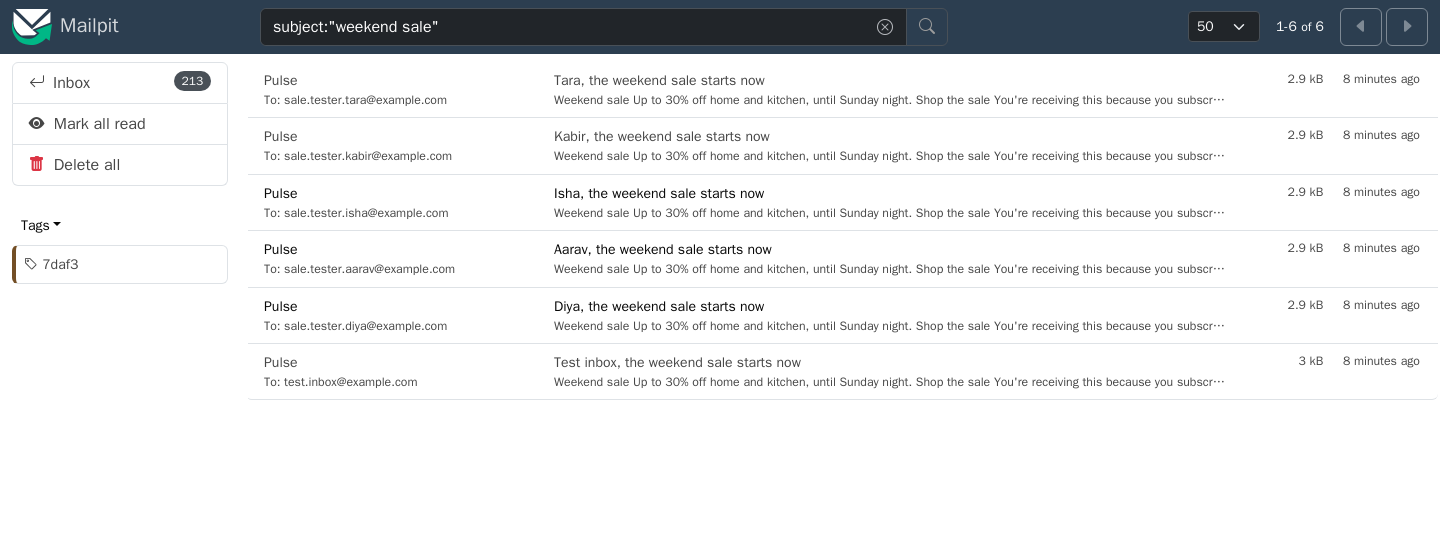 Mailpit
subject:"weekend sale"
50
1-6 of 6
Inbox 213
Mark all read
Delete all
Tags
7daf3
Pulse Tara, the weekend sale starts now 2.9 kB 8 minutes ago
To: sale.tester.tara@example.com Weekend sale Up to 30% off home and kitchen, until Sunday night. Shop the sale You're receiving this because you subscr…
Pulse Kabir, the weekend sale starts now 2.9 kB 8 minutes ago
To: sale.tester.kabir@example.com Weekend sale Up to 30% off home and kitchen, until Sunday night. Shop the sale You're receiving this because you subscr…
Pulse Isha, the weekend sale starts now 2.9 kB 8 minutes ago
To: sale.tester.isha@example.com Weekend sale Up to 30% off home and kitchen, until Sunday night. Shop the sale You're receiving this because you subscr…
Pulse Aarav, the weekend sale starts now 2.9 kB 8 minutes ago
To: sale.tester.aarav@example.com Weekend sale Up to 30% off home and kitchen, until Sunday night. Shop the sale You're receiving this because you subscr…
Pulse Diya, the weekend sale starts now 2.9 kB 8 minutes ago
To: sale.tester.diya@example.com Weekend sale Up to 30% off home and kitchen, until Sunday night. Shop the sale You're receiving this because you subscr…
Pulse Test inbox, the weekend sale starts now 3 kB 8 minutes ago
To: test.inbox@example.com Weekend sale Up to 30% off home and kitchen, until Sunday night. Shop the sale You're receiving this because you subscr…